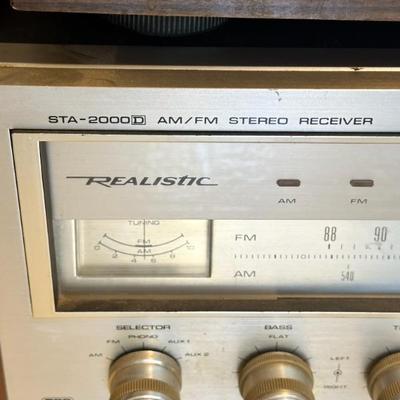 STA-2000D AM/FM STEREO RECEIVER
REALISTIC
AM FM
TUNING
FM
AM
0 2 4 6 8 10
FM 88 90
AM 540
SELECTOR BASS
PHONO FLAT
FM AUX 1
AM AUX 2
LEFT
RIGHT